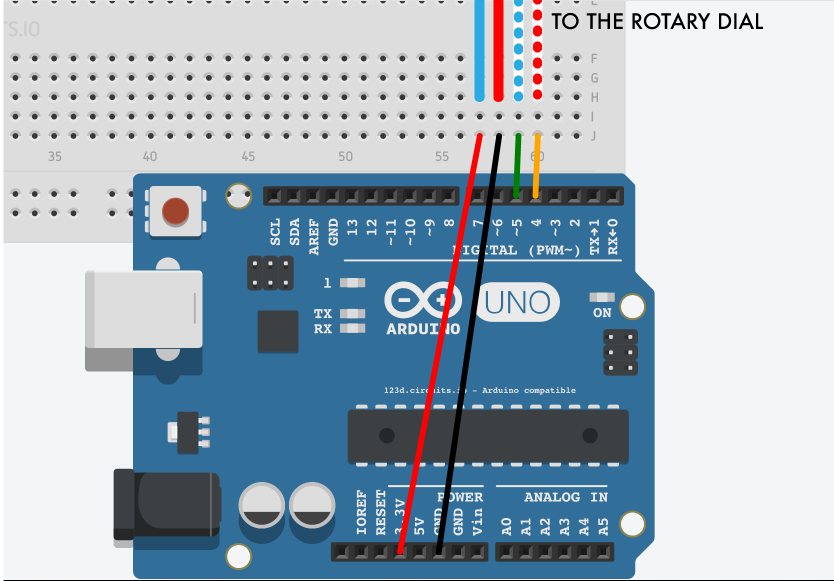 TO THE ROTARY DIAL
TS.IO
F
G
H
I
J
35 40 45 50 55 60
SCL
SDA
AREF
GND
13
12
~11
~10
~9
8
7
~6
~5
4
~3
2
TX→1
RX←0
DIGITAL (PWM~)
1
TX
RX
ARDUINO
UNO
ON
123d.circuits.io - Arduino compatible
POWER
ANALOG IN
IOREF
RESET
3.3V
5V
GND
GND
Vin
A0
A1
A2
A3
A4
A5